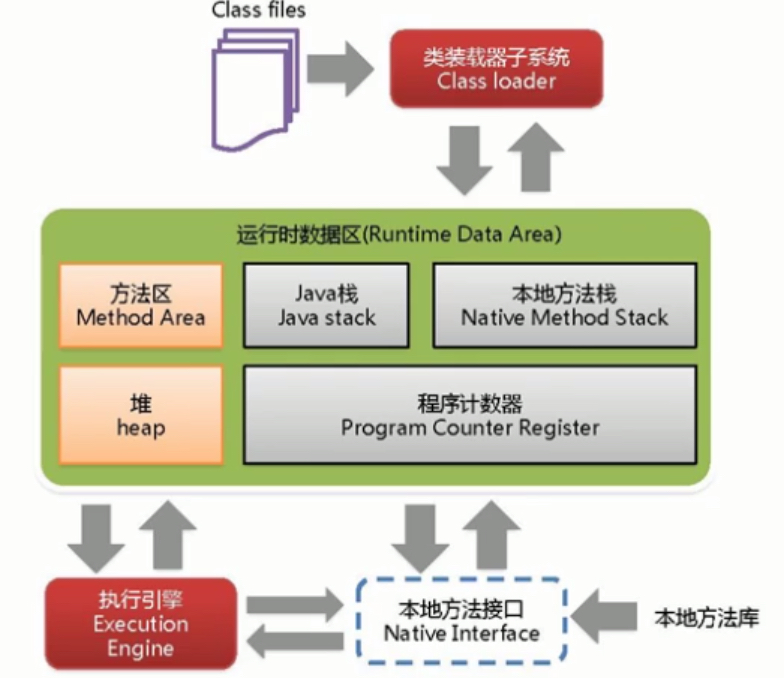 Class files
类装载器子系统
Class loader
运行时数据区(Runtime Data Area)
方法区
Method Area
Java栈
Java stack
本地方法栈
Native Method Stack
堆
heap
程序计数器
Program Counter Register
执行引擎
Execution
Engine
本地方法接口
Native Interface
本地方法库